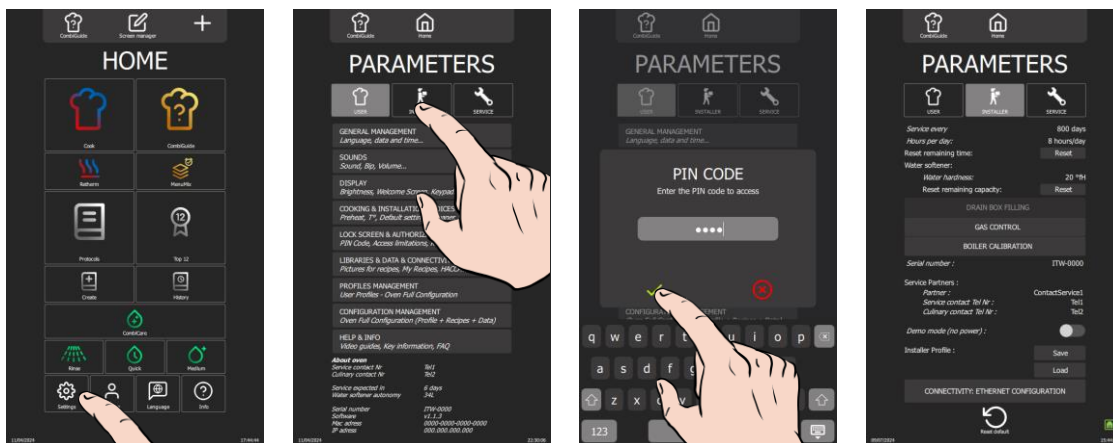 CombiGuide
Screen manager
HOME
Cook
CombiGuide
Retherm
MenuMix
Protocols
12
Top 12
Create
History
CombiCare
Rinse
Quick
Medium
Settings
Language
Info
11/04/2024
17:44:44
CombiGuide
Home
PARAMETERS
USER
SERVICE
GENERAL MANAGEMENT
Language, data and time...
SOUNDS
Sound, Bip, Volume...
DISPLAY
Brightness, Welcome Screen, Keypad
COOKING & INSTALLATION
Preheat, T°, Default
LOCK SCREEN &
PIN Code, Access limitations,
LIBRARIES & DATA &
Pictures for recipes, My Recipes,
PROFILES MANAGEMENT
User Profiles - Oven Full Configuration
CONFIGURATION MANAGEMENT
Oven Full Configuration (Profile + Recipes + Data)
HELP & INFO
Video guides, Key information, FAQ
About oven
Service contact Nr Tel1
Culinary contact Nr Tel2
Service expected in 6 days
Water softener autonomy 34L
Serial number ITW-0000
Software v1.1.3
Mac adress 0000-0000-0000-0000
IP adress 000.000.000.000
11/04/2024
22:30:06
CombiGuide
Home
PARAMETERS
USER
INSTALLER
SERVICE
GENERAL MANAGEMENT
Language, data and time...
PIN CODE
Enter the PIN code to access
••••
q w e r t u i o p
a s d f
z x
123
CombiGuide
Home
PARAMETERS
USER
INSTALLER
SERVICE
Service every 800 days
Hours per day: 8 hours/day
Reset remaining time: Reset
Water softener:
Water hardness: 20 °fH
Reset remaining capacity: Reset
DRAIN BOX FILLING
GAS CONTROL
BOILER CALIBRATION
Serial number : ITW-0000
Service Partners :
Partner : ContactService1
Service contact Tel Nr : Tel1
Culinary contact Tel Nr : Tel2
Demo mode (no power) :
Installer Profile : Save
Load
CONNECTIVITY: ETHERNET CONFIGURATION
Reset default